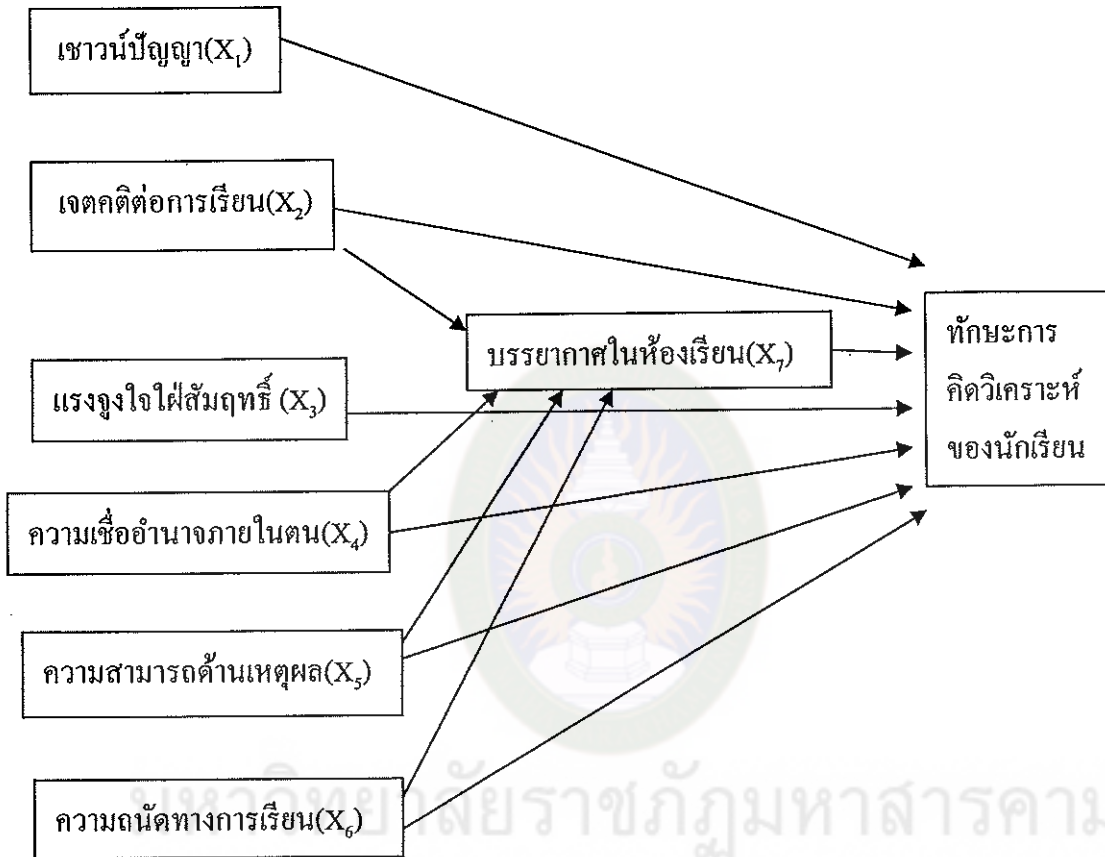 เชาวน์ปัญญา(X₁)
เจตคติต่อการเรียน(X₂)
บรรยากาศในห้องเรียน(X₇)
ทักษะการ
คิดวิเคราะห์
ของนักเรียน
แรงจูงใจใฝ่สัมฤทธิ์ (X₃)
ความเชื่ออำนาจภายในตน(X₄)
ความสามารถด้านเหตุผล(X₅)
ความถนัดทางการเรียน(X₆)
มหาวิทยาลัยราชภัฏมหาสารคาม